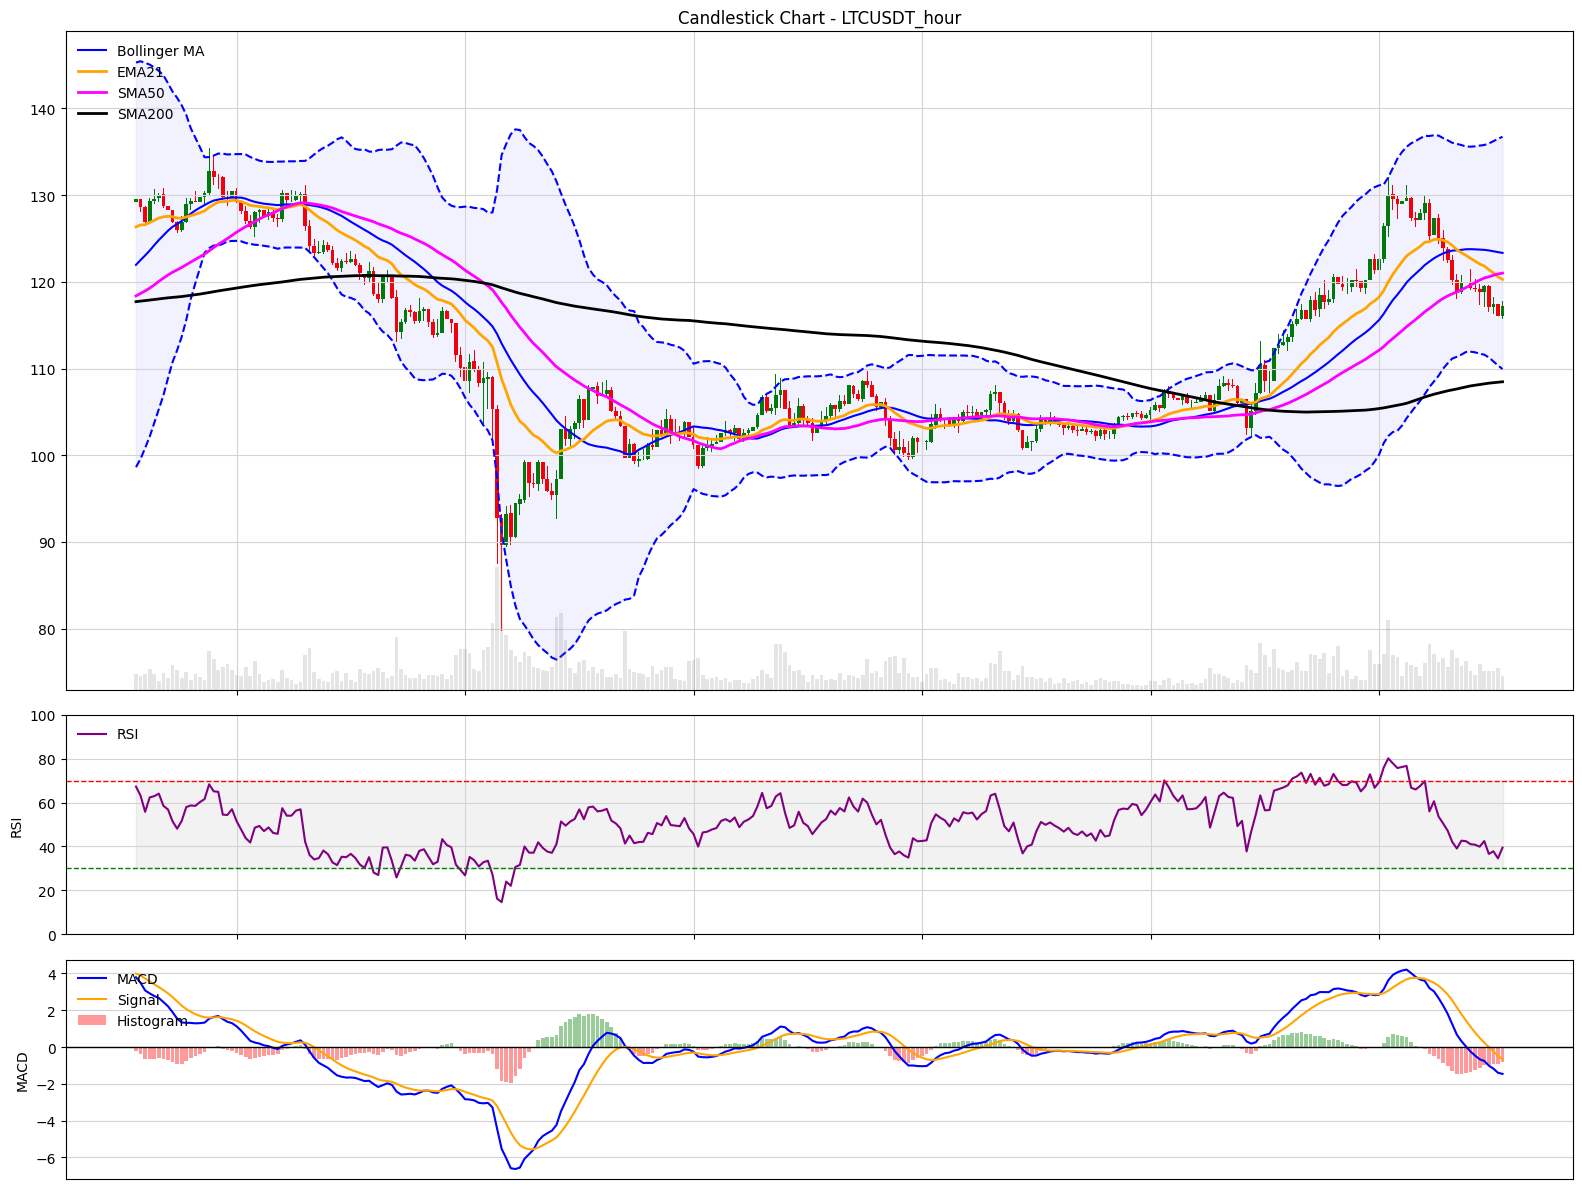 Candlestick Chart - LTCUSDT_hour
Bollinger MA
EMA21
SMA50
SMA200
140
130
120
110
100
90
80
RSI
100
80
60
40
20
0
RSI
MACD
Signal
Histogram
4
2
0
−2
−4
−6
MACD